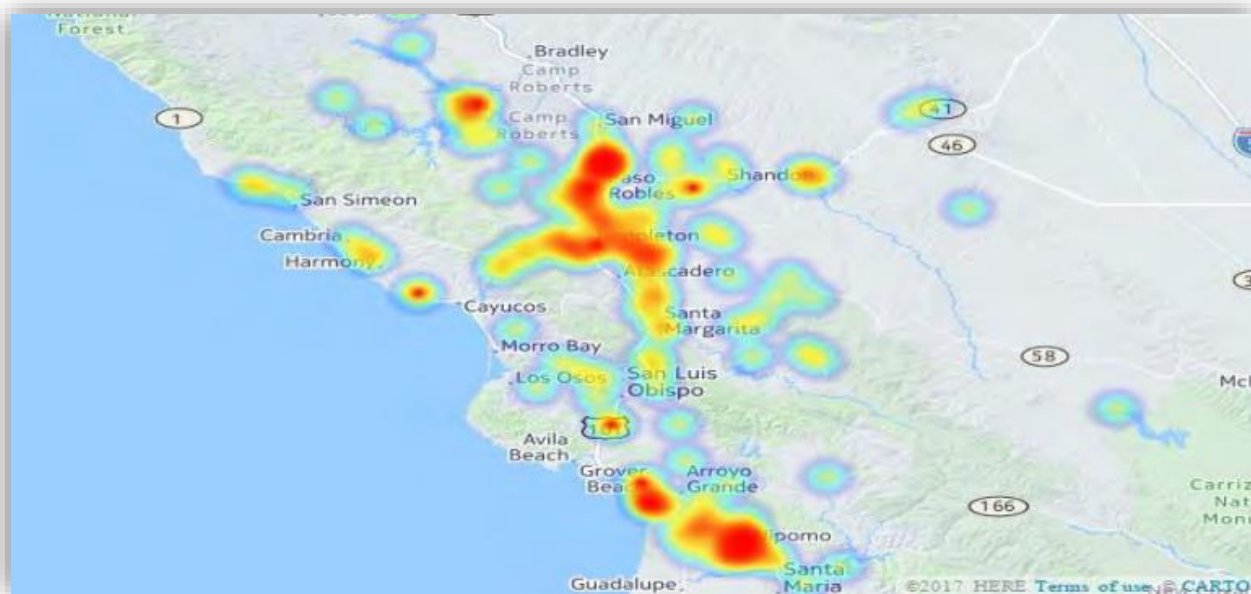 Forest
Bradley
Camp
Roberts
1
41
Camp
Roberts
San Miguel
46
Robles
Shandon
San Simeon
Cambria
Harmony
Cayucos
Santa
Margarita
Morro Bay
58
San Luis
Los Osos
Obispo
101
Avila
Beach
Grover
Arroyo
Grande
166
Santa
Maria
Guadalupe
©2017 HERE Terms of use © CARTO